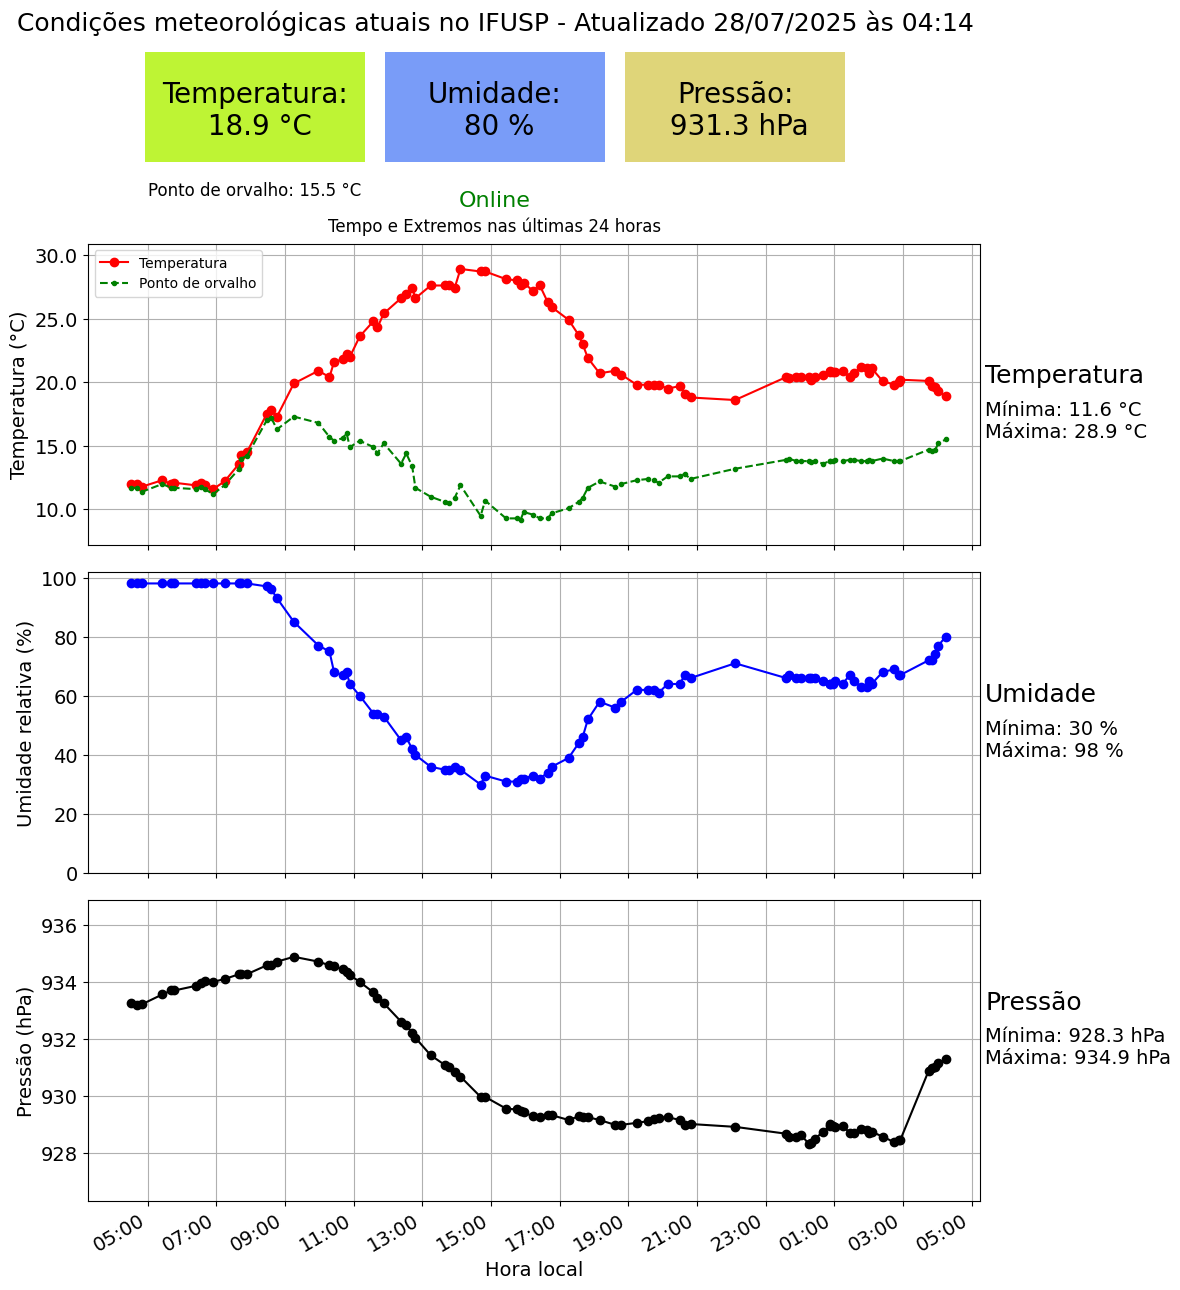 Condições meteorológicas atuais no IFUSP - Atualizado 28/07/2025 às 04:14
Temperatura:
18.9 °C
Umidade:
80 %
Pressão:
931.3 hPa
Ponto de orvalho: 15.5 °C
Online
Tempo e Extremos nas últimas 24 horas
Temperatura
Ponto de orvalho
30.0
25.0
20.0
15.0
10.0
Temperatura (°C)
Temperatura
Mínima: 11.6 °C
Máxima: 28.9 °C
100
80
60
40
20
0
Umidade relativa (%)
Umidade
Mínima: 30 %
Máxima: 98 %
936
934
932
930
928
Pressão (hPa)
Pressão
Mínima: 928.3 hPa
Máxima: 934.9 hPa
05:00 07:00 09:00 11:00 13:00 15:00 17:00 19:00 21:00 23:00 01:00 03:00 05:00
Hora local